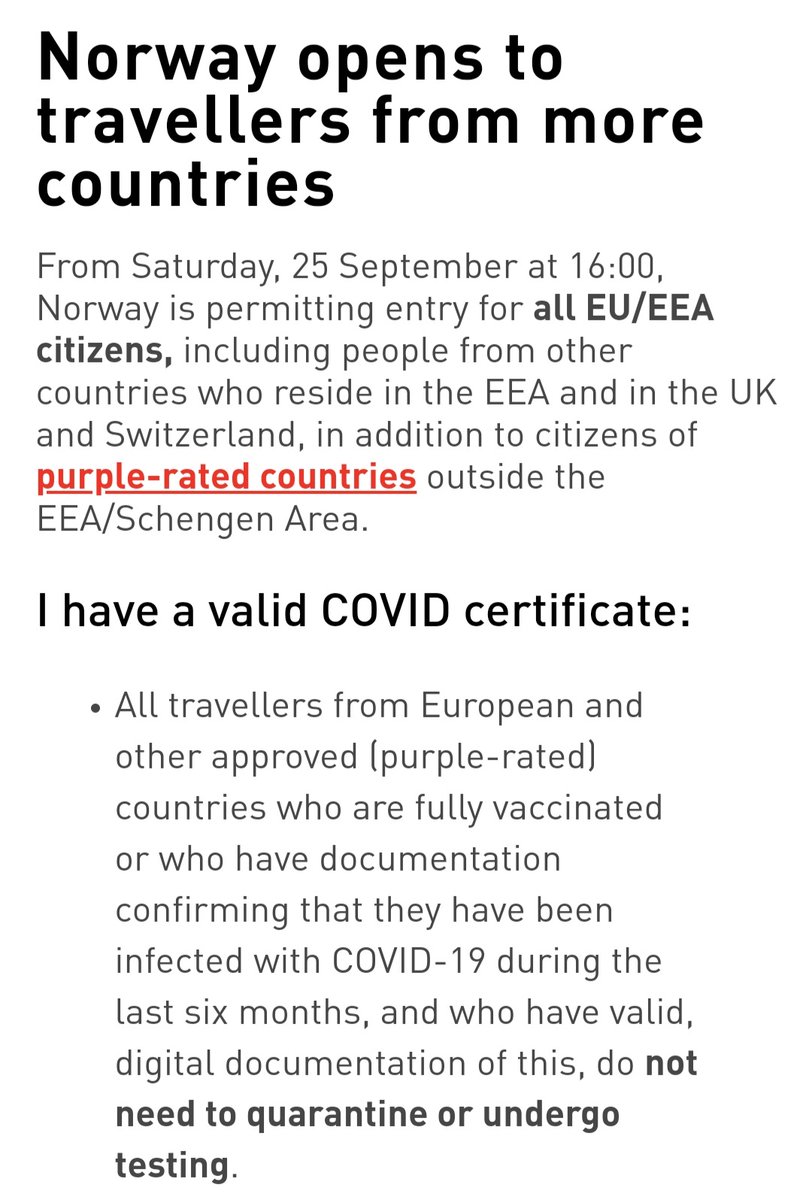 Norway opens to
travellers from more
countries
From Saturday, 25 September at 16:00,
Norway is permitting entry for all EU/EEA
citizens, including people from other
countries who reside in the EEA and in the UK
and Switzerland, in addition to citizens of
purple-rated countries outside the
EEA/Schengen Area.
I have a valid COVID certificate:
• All travellers from European and
other approved (purple-rated)
countries who are fully vaccinated
or who have documentation
confirming that they have been
infected with COVID-19 during the
last six months, and who have valid,
digital documentation of this, do not
need to quarantine or undergo
testing.